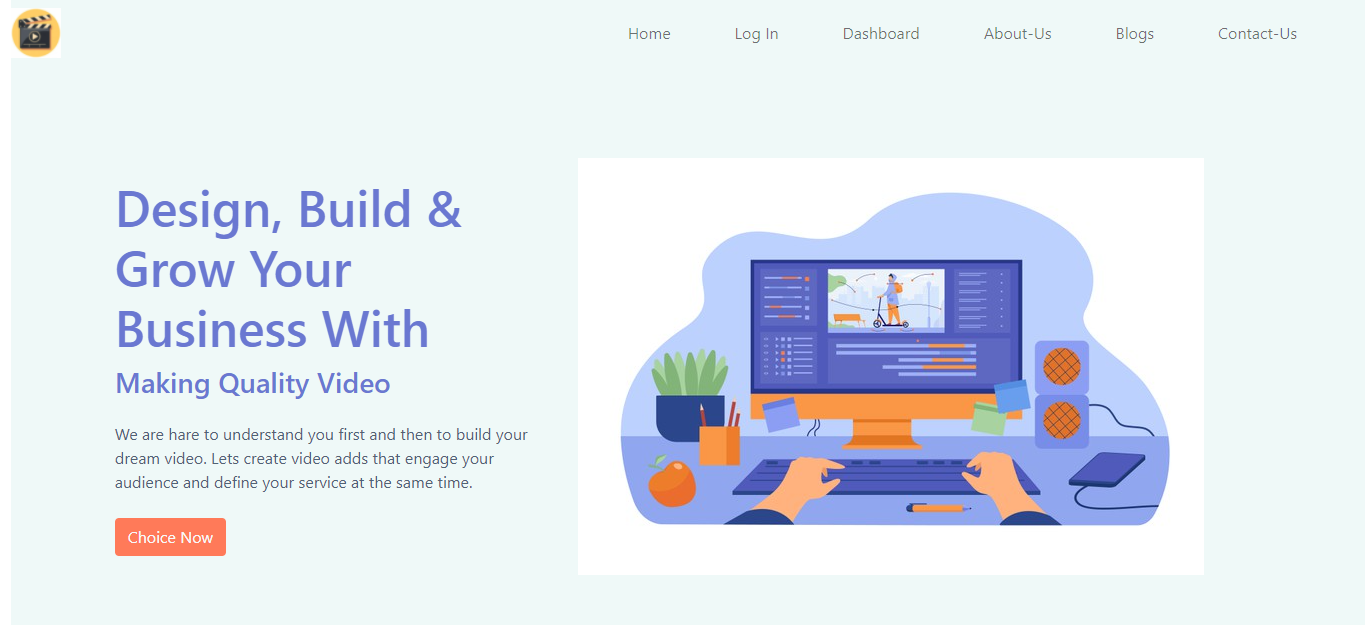 Home Log In Dashboard About-Us Blogs Contact-Us
Design, Build &
Grow Your
Business With
Making Quality Video
We are hare to understand you first and then to build your
dream video. Lets create video adds that engage your
audience and define your service at the same time.
Choice Now